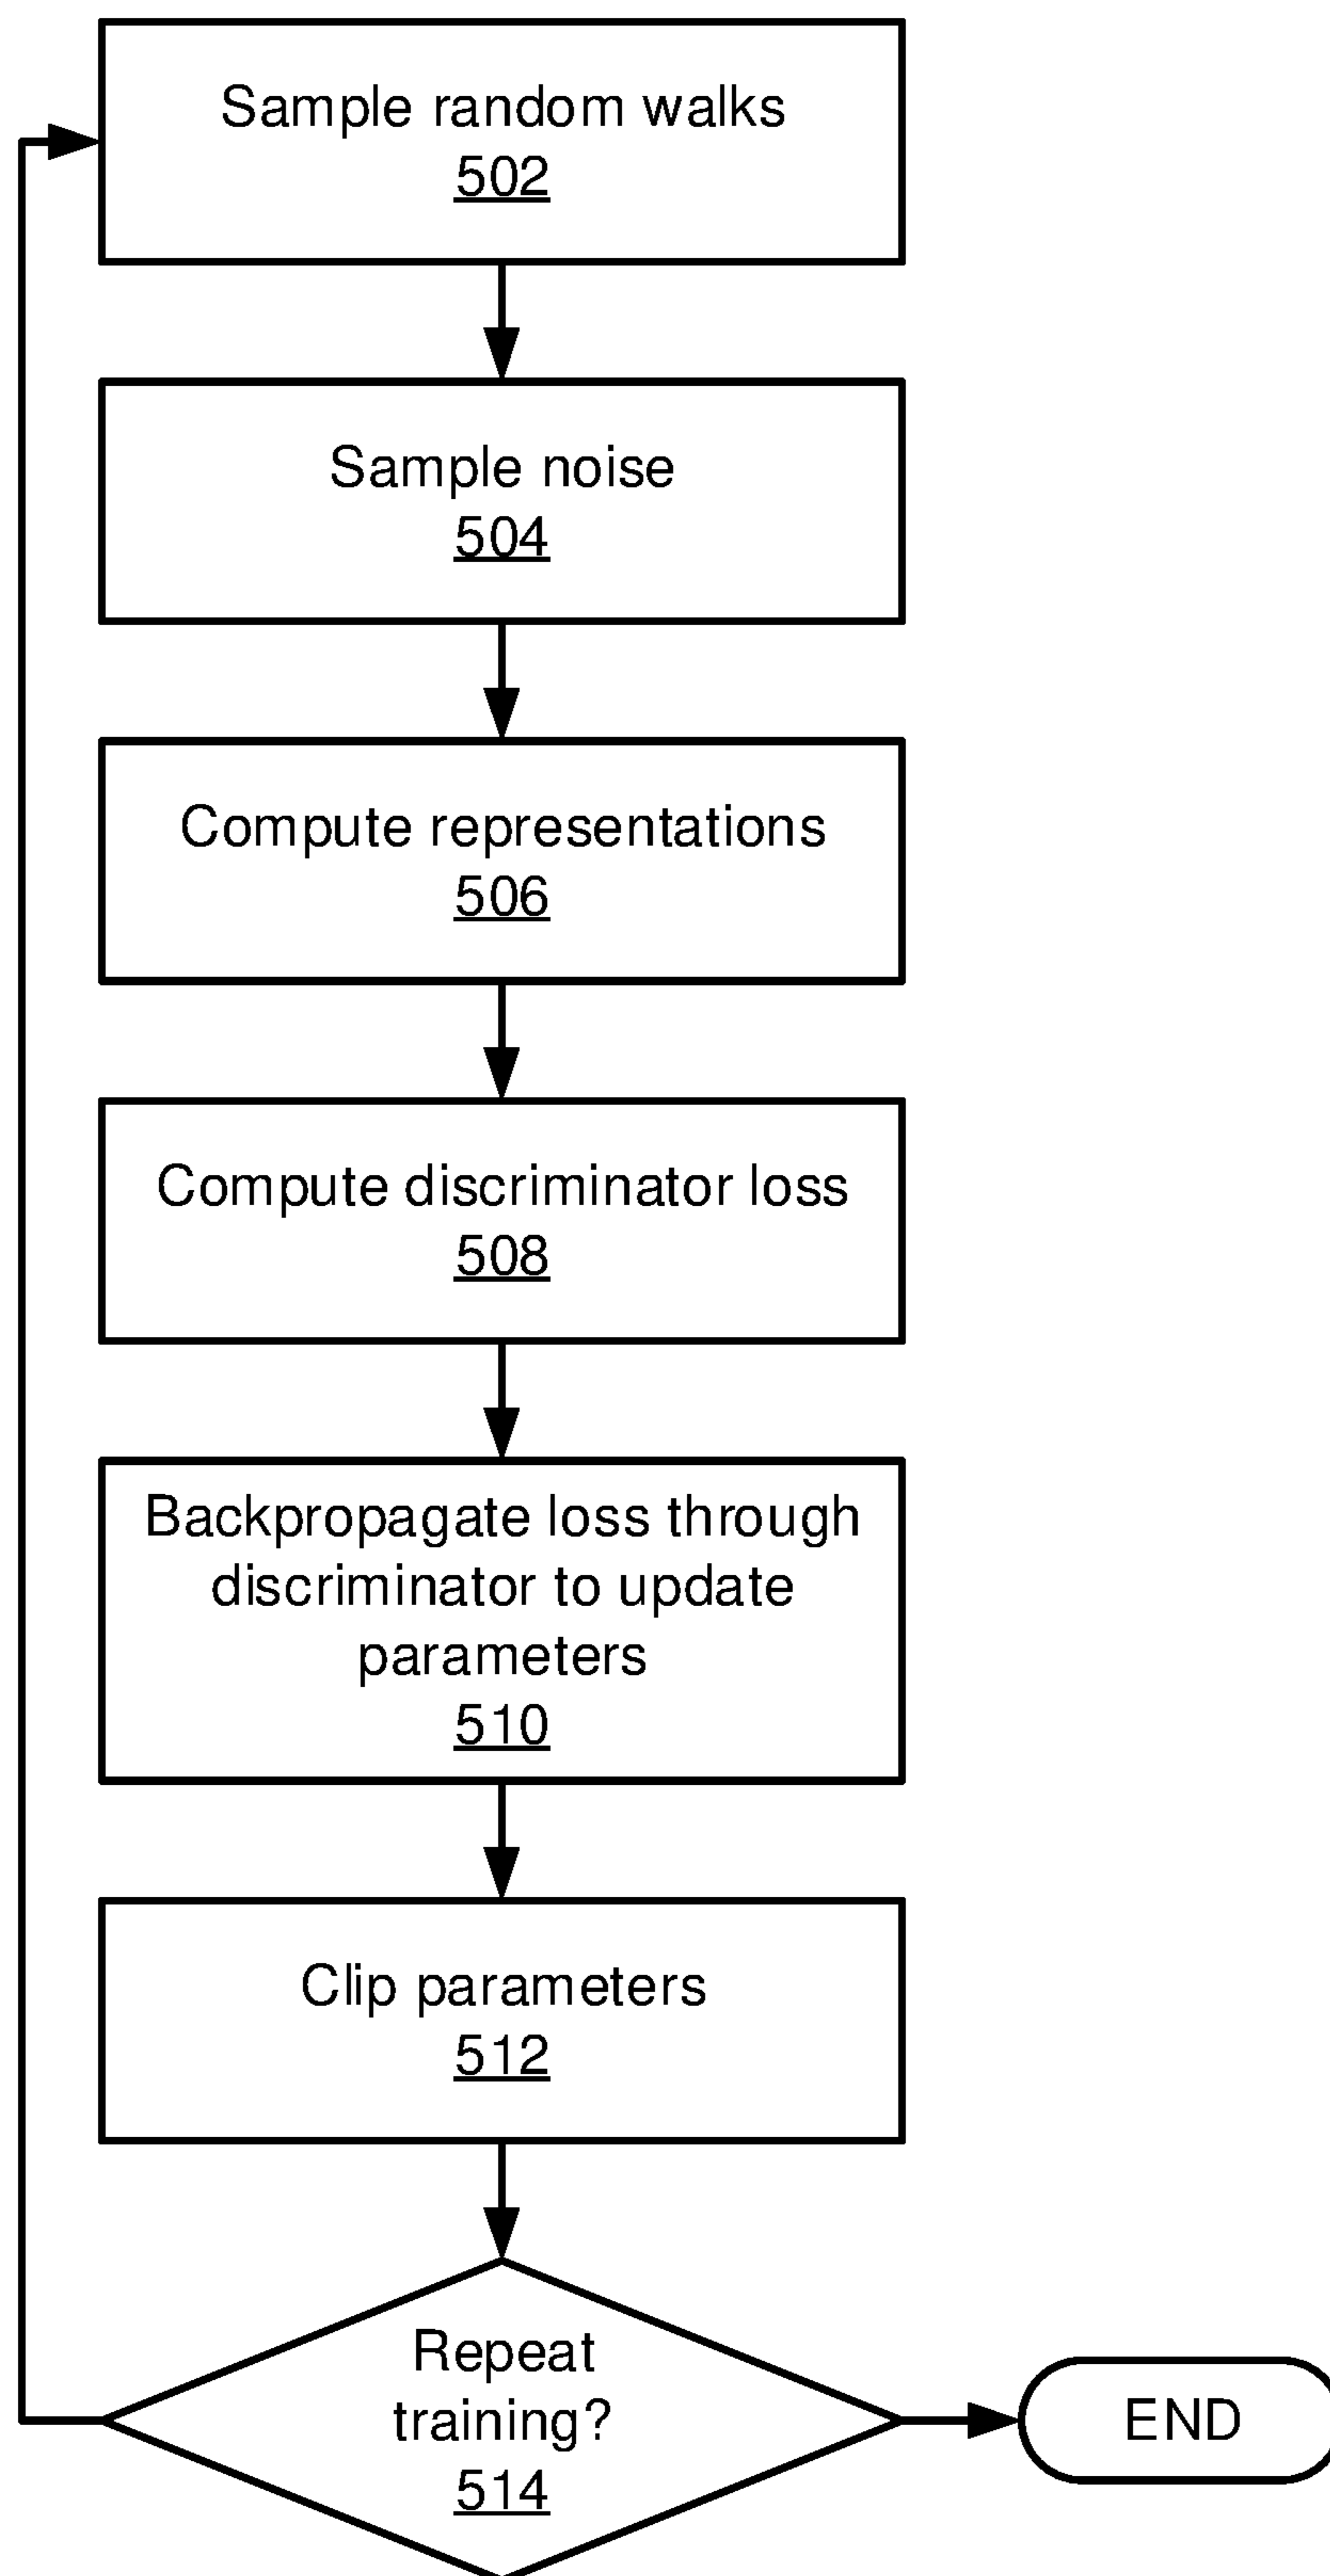 Sample random walks
502
Sample noise
504
Compute representations
506
Compute discriminator loss
508
Backpropagate loss through
discriminator to update
parameters
510
Clip parameters
512
Repeat
training?
514
END